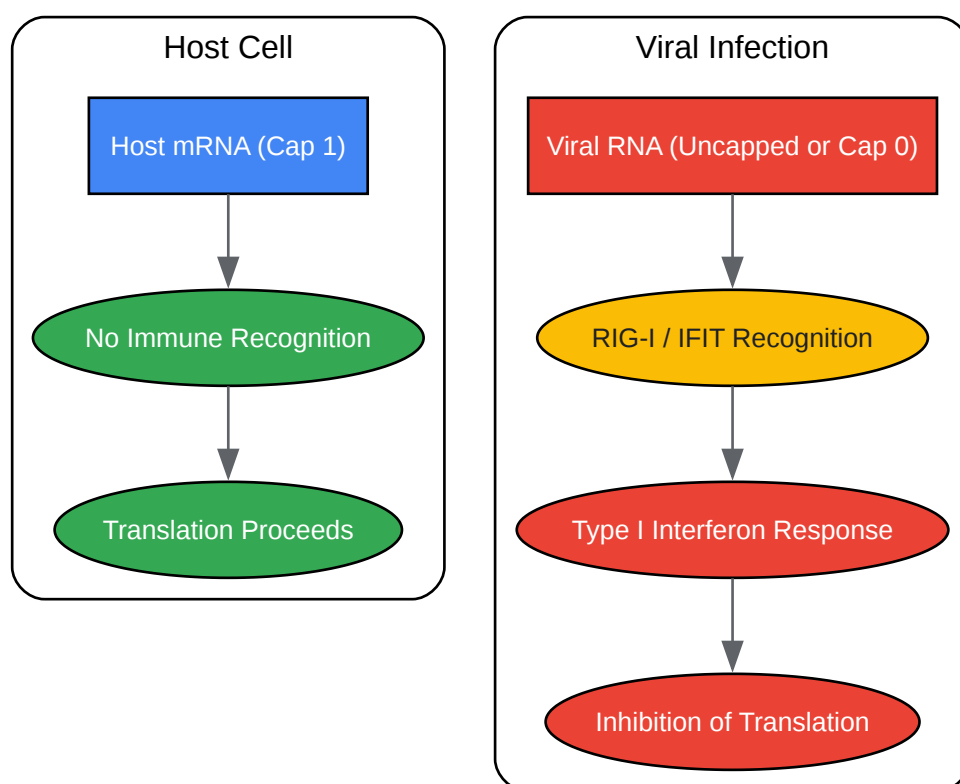 Host Cell
Host mRNA (Cap 1)
No Immune Recognition
Translation Proceeds
Viral Infection
Viral RNA (Uncapped or Cap 0)
RIG-I / IFIT Recognition
Type I Interferon Response
Inhibition of Translation